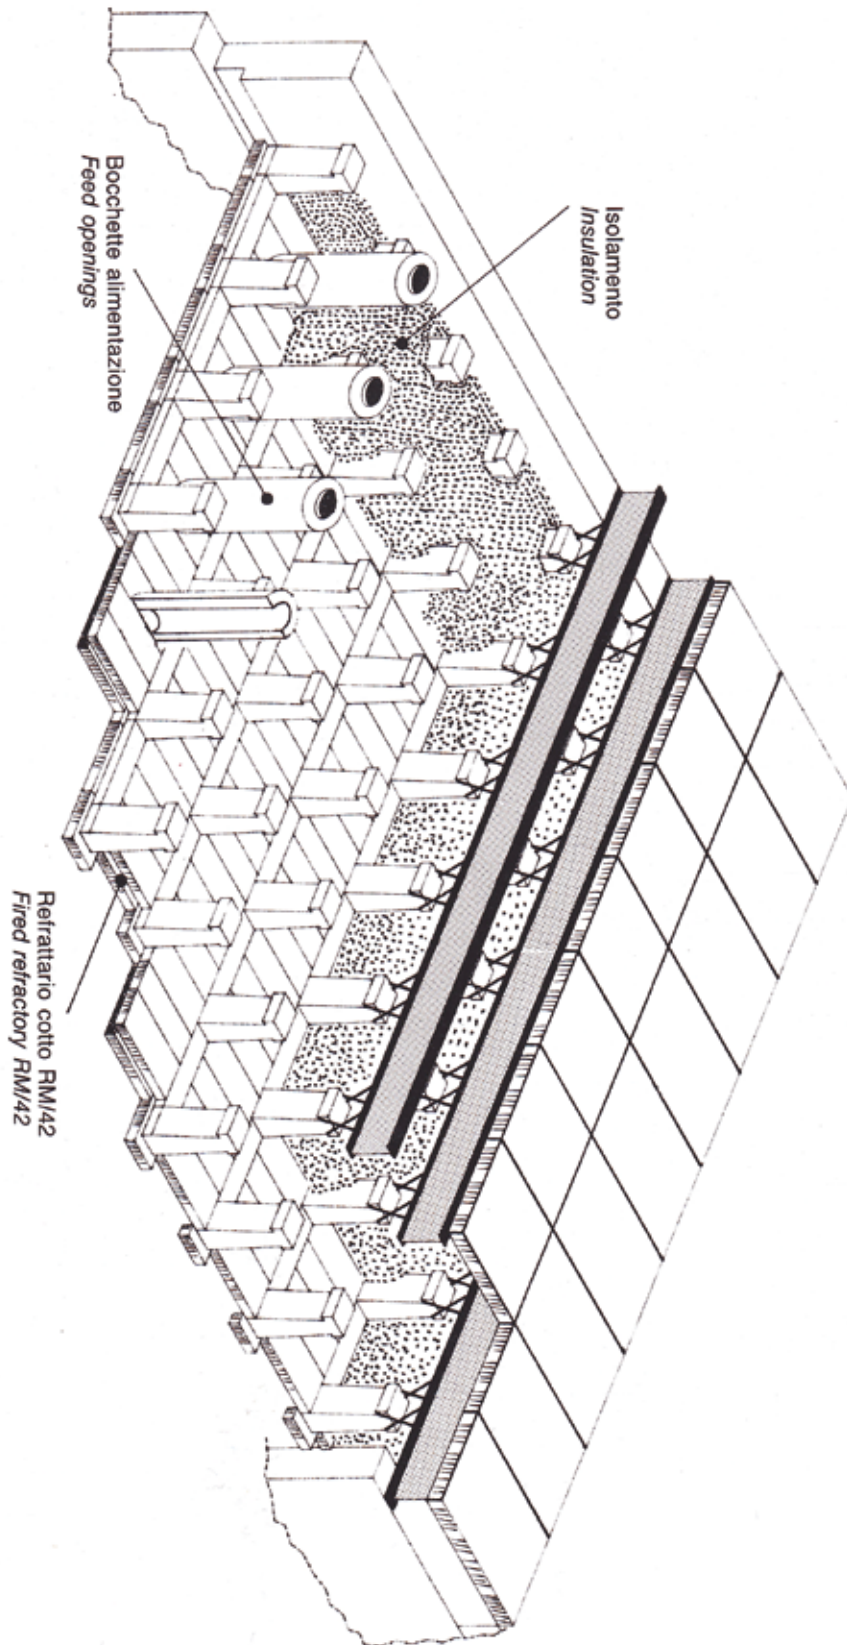 Isolamento
Insulation
Bocchette alimentazione
Feed openings
Refrattario cotto RM/42
Fired refractory RM/42